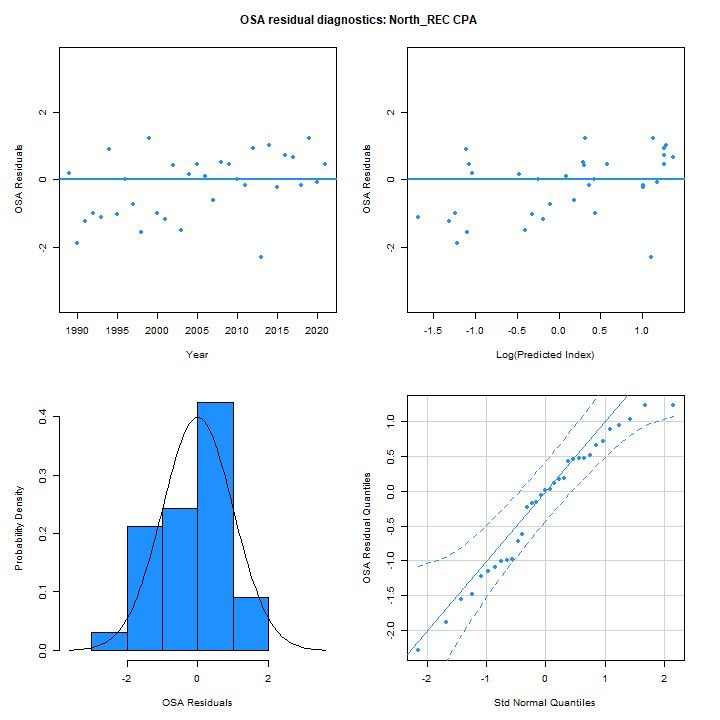 OSA residual diagnostics: North_REC CPA
OSA Residuals
2
0
-2
1990 1995 2000 2005 2010 2015 2020
Year
OSA Residuals
2
0
-2
-1.5 -1.0 -0.5 0.0 0.5 1.0
Log(Predicted Index)
Probability Density
0.4
0.3
0.2
0.1
0.0
-2 0 2
OSA Residuals
OSA Residual Quantiles
1.0
0.5
0.0
-0.5
-1.0
-1.5
-2.0
-2 -1 0 1 2
Std Normal Quantiles